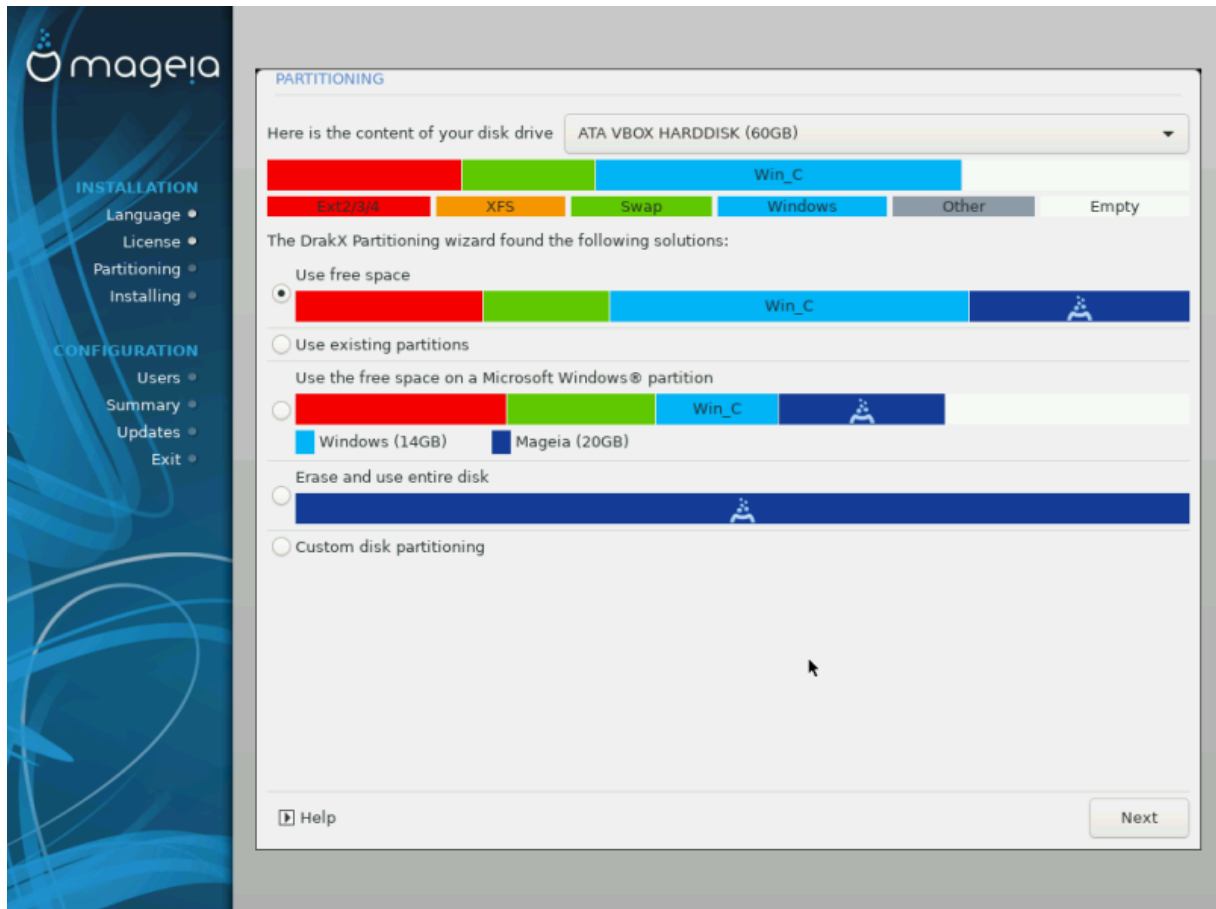 mageia
INSTALLATION
Language
License
Partitioning
Installing
CONFIGURATION
Users
Summary
Updates
Exit
PARTITIONING
Here is the content of your disk drive ATA VBOX HARDDISK (60GB)
Win_C
Ext2/3/4 XFS Swap Windows Other Empty
The DrakX Partitioning wizard found the following solutions:
Use free space
Win_C
Use existing partitions
Use the free space on a Microsoft Windows® partition
Win_C
Windows (14GB) Mageia (20GB)
Erase and use entire disk
Custom disk partitioning
Help Next